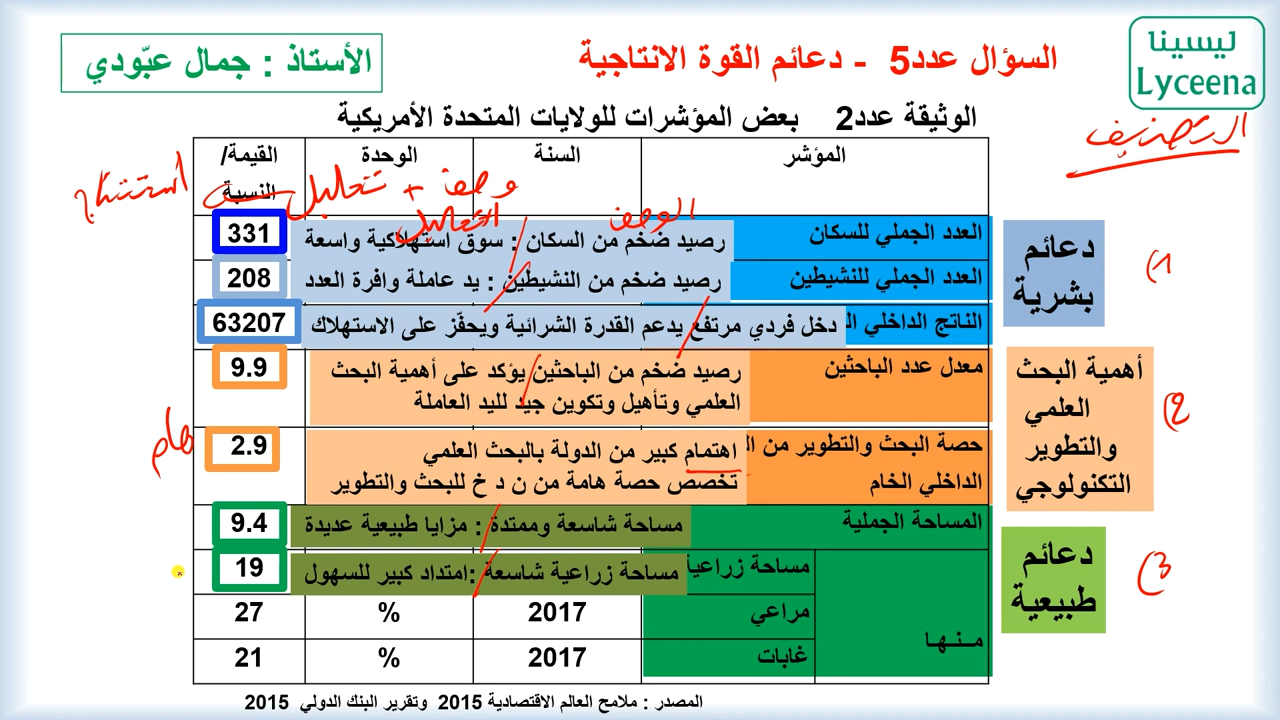 ليسينا
Lyceena
السؤال عدد5 - دعائم القوة الانتاجية
الأستاذ : جمال عبّودي
الوثيقة عدد2 بعض المؤشرات للولايات المتحدة الأمريكية
التصنيف
المؤشر السنة الوحدة القيمة/
النسبة
وصف + تحليل استنتاج
الوصف التحليل
دعائم
بشرية
1)
العدد الجملي للسكان رصيد ضخم من السكان : سوق استهلاكية واسعة 331
العدد الجملي للنشيطين رصيد ضخم من النشيطين : يد عاملة وافرة العدد 208
الناتج الداخلي دخل فردي مرتفع يدعم القدرة الشرائية ويحفّز على الاستهلاك 63207
أهمية البحث
العلمي
والتطوير
التكنولوجي
2)
معدل عدد الباحثين رصيد ضخم من الباحثين يؤكد على أهمية البحث
العلمي وتأهيل وتكوين جيد لليد العاملة 9.9
حصة البحث والتطوير من
الداخلي الخام
اهتمام كبير من الدولة بالبحث العلمي
تخصص حصة هامة من ن د خ للبحث والتطوير 2.9
هام
دعائم
طبيعية
3)
المساحة الجملية مساحة شاسعة وممتدة : مزايا طبيعية عديدة 9.4
منها
مساحة زراعية مساحة زراعية شاسعة :امتداد كبير للسهول 19
مراعي 2017 % 27
غابات 2017 % 21
المصدر : ملامح العالم الاقتصادية 2015 وتقرير البنك الدولي 2015